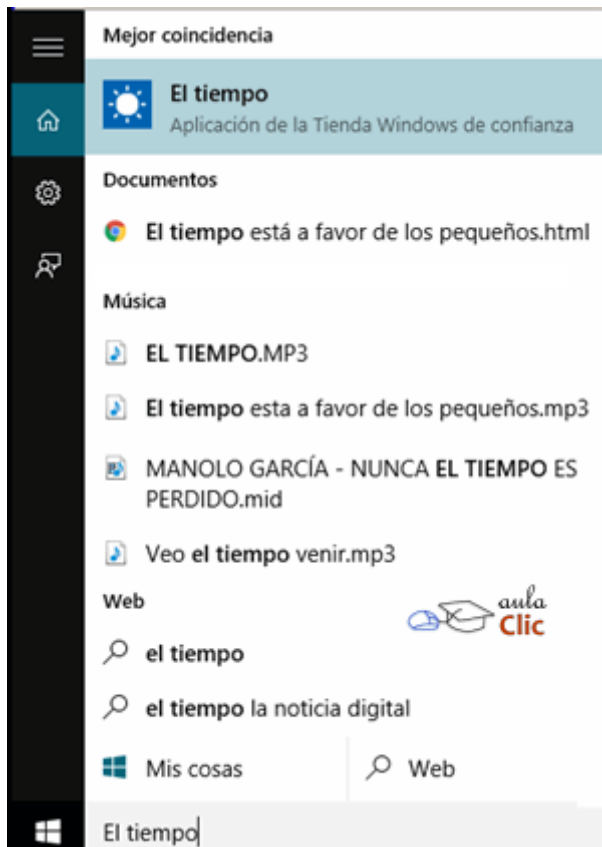 Mejor coincidencia
El tiempo
Aplicación de la Tienda Windows de confianza
Documentos
El tiempo está a favor de los pequeños.html
Música
EL TIEMPO.MP3
El tiempo esta a favor de los pequeños.mp3
MANOLO GARCÍA - NUNCA EL TIEMPO ES
PERDIDO.mid
Veo el tiempo venir.mp3
Web
aula
Clic
el tiempo
el tiempo la noticia digital
Mis cosas
Web
El tiempo